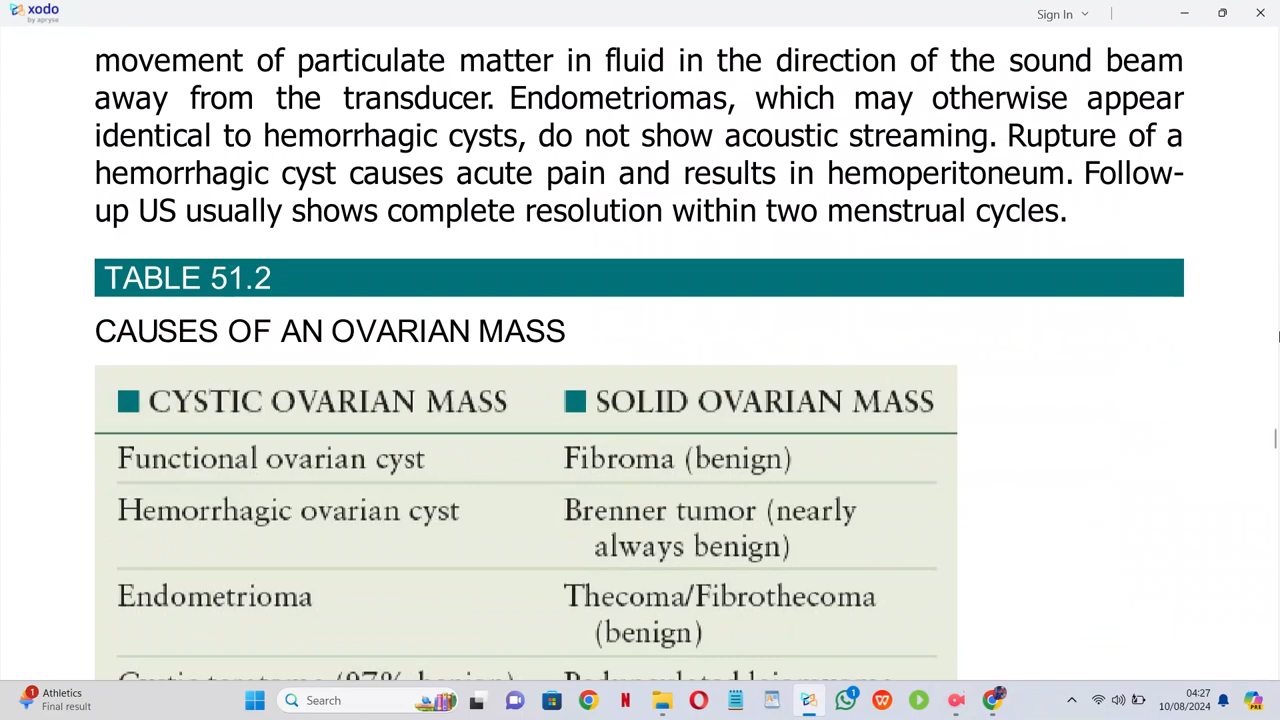 xodo
by apryse
Sign In
movement of particulate matter in fluid in the direction of the sound beam
away from the transducer. Endometriomas, which may otherwise appear
identical to hemorrhagic cysts, do not show acoustic streaming. Rupture of a
hemorrhagic cyst causes acute pain and results in hemoperitoneum. Follow-
up US usually shows complete resolution within two menstrual cycles.
TABLE 51.2
CAUSES OF AN OVARIAN MASS
CYSTIC OVARIAN MASS SOLID OVARIAN MASS
Functional ovarian cyst Fibroma (benign)
Hemorrhagic ovarian cyst Brenner tumor (nearly
always benign)
Endometrioma Thecoma/Fibrothecoma
(benign)
1 Athletics
Final result
Search
1
04:27
10/08/2024
PRE